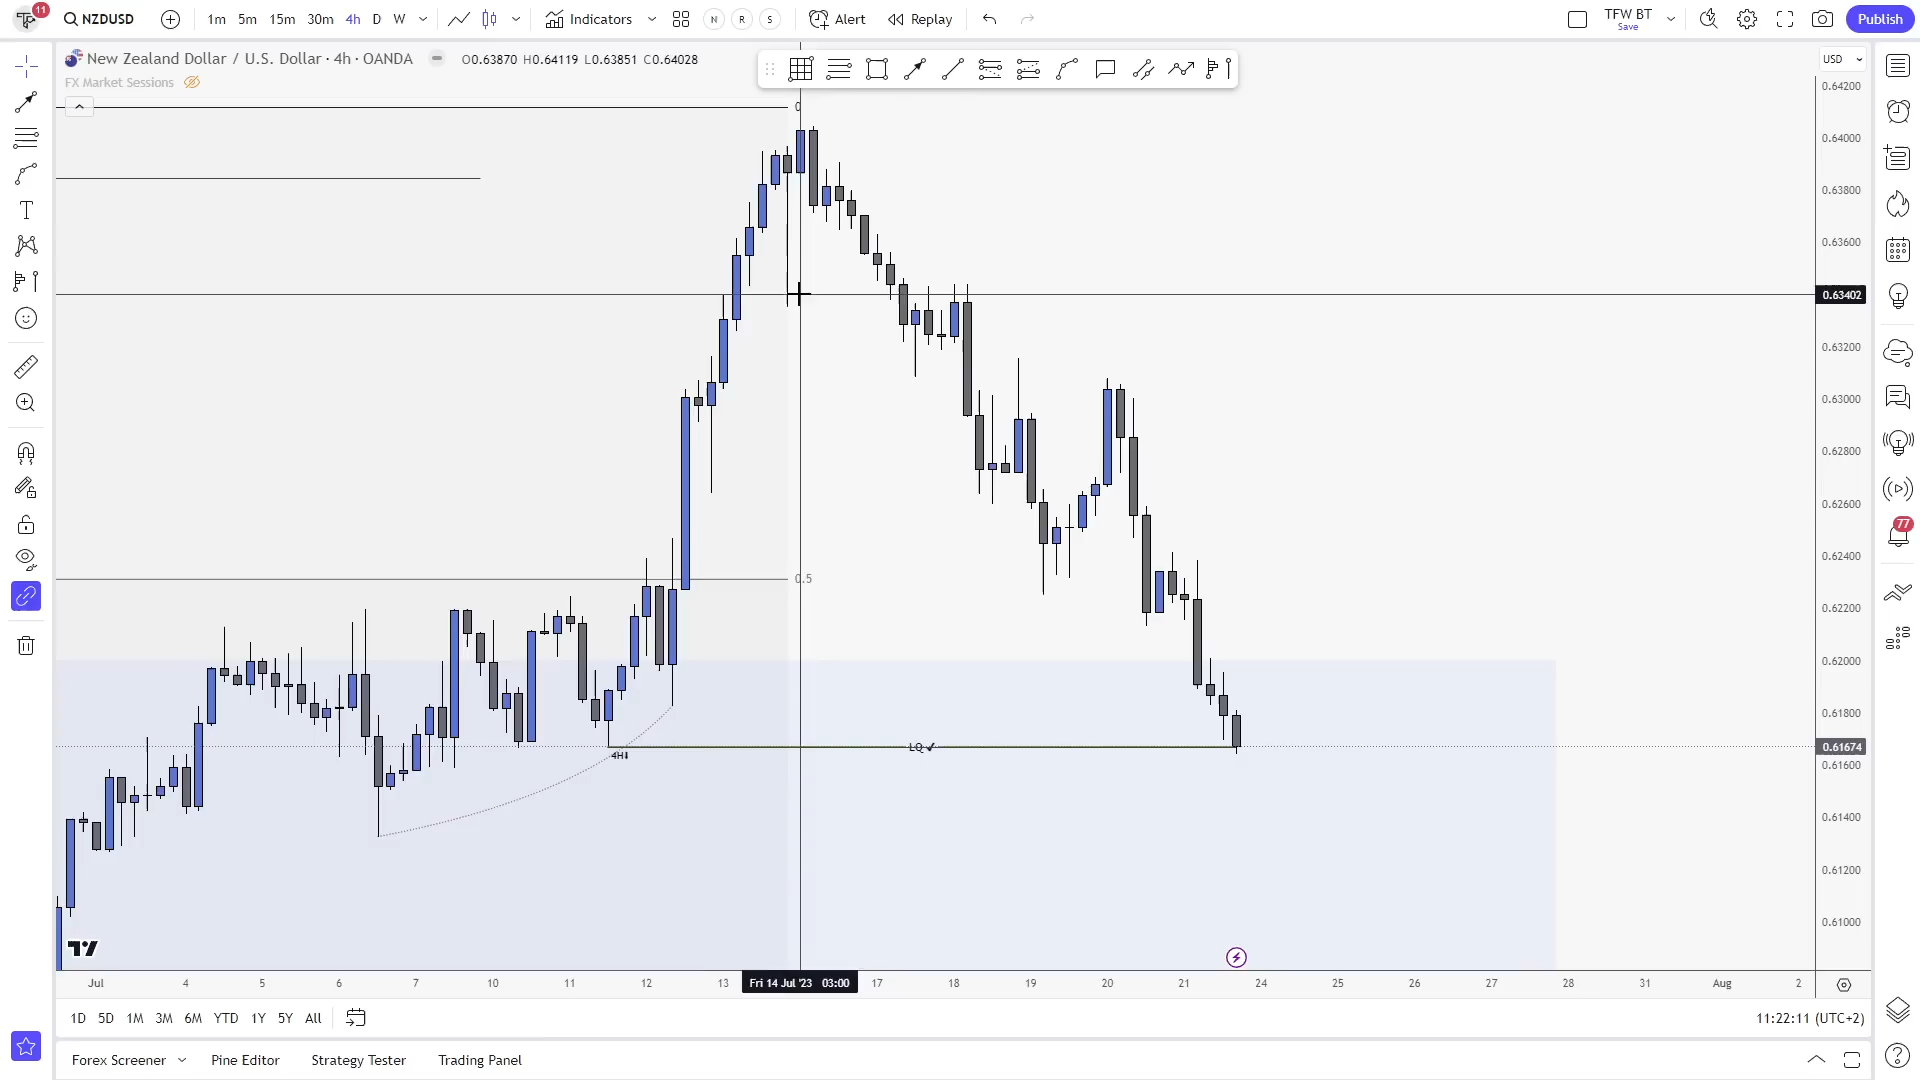 11
NZDUSD
1m 5m 15m 30m 4h D W
Indicators
N R S
Alert
Replay
TFW BT
Save
Publish
New Zealand Dollar / U.S. Dollar · 4h · OANDA
O0.63870 H0.64119 L0.63851 C0.64028
FX Market Sessions
USD
0.64200
0
0.64000
0.63800
0.63600
0.63402
0.63200
0.63000
0.62800
0.62600
0.62400
0.5
0.62200
0.62000
0.61800
LQ ✓
0.61674
0.61600
0.61400
0.61200
0.61000
77
Jul 4 5 6 7 10 11 12 13 Fri 14 Jul '23 03:00 17 18 19 20 21 24 25 26 27 28 31 Aug 2
1D 5D 1M 3M 6M YTD 1Y 5Y All
11:22:11 (UTC+2)
Forex Screener
Pine Editor
Strategy Tester
Trading Panel